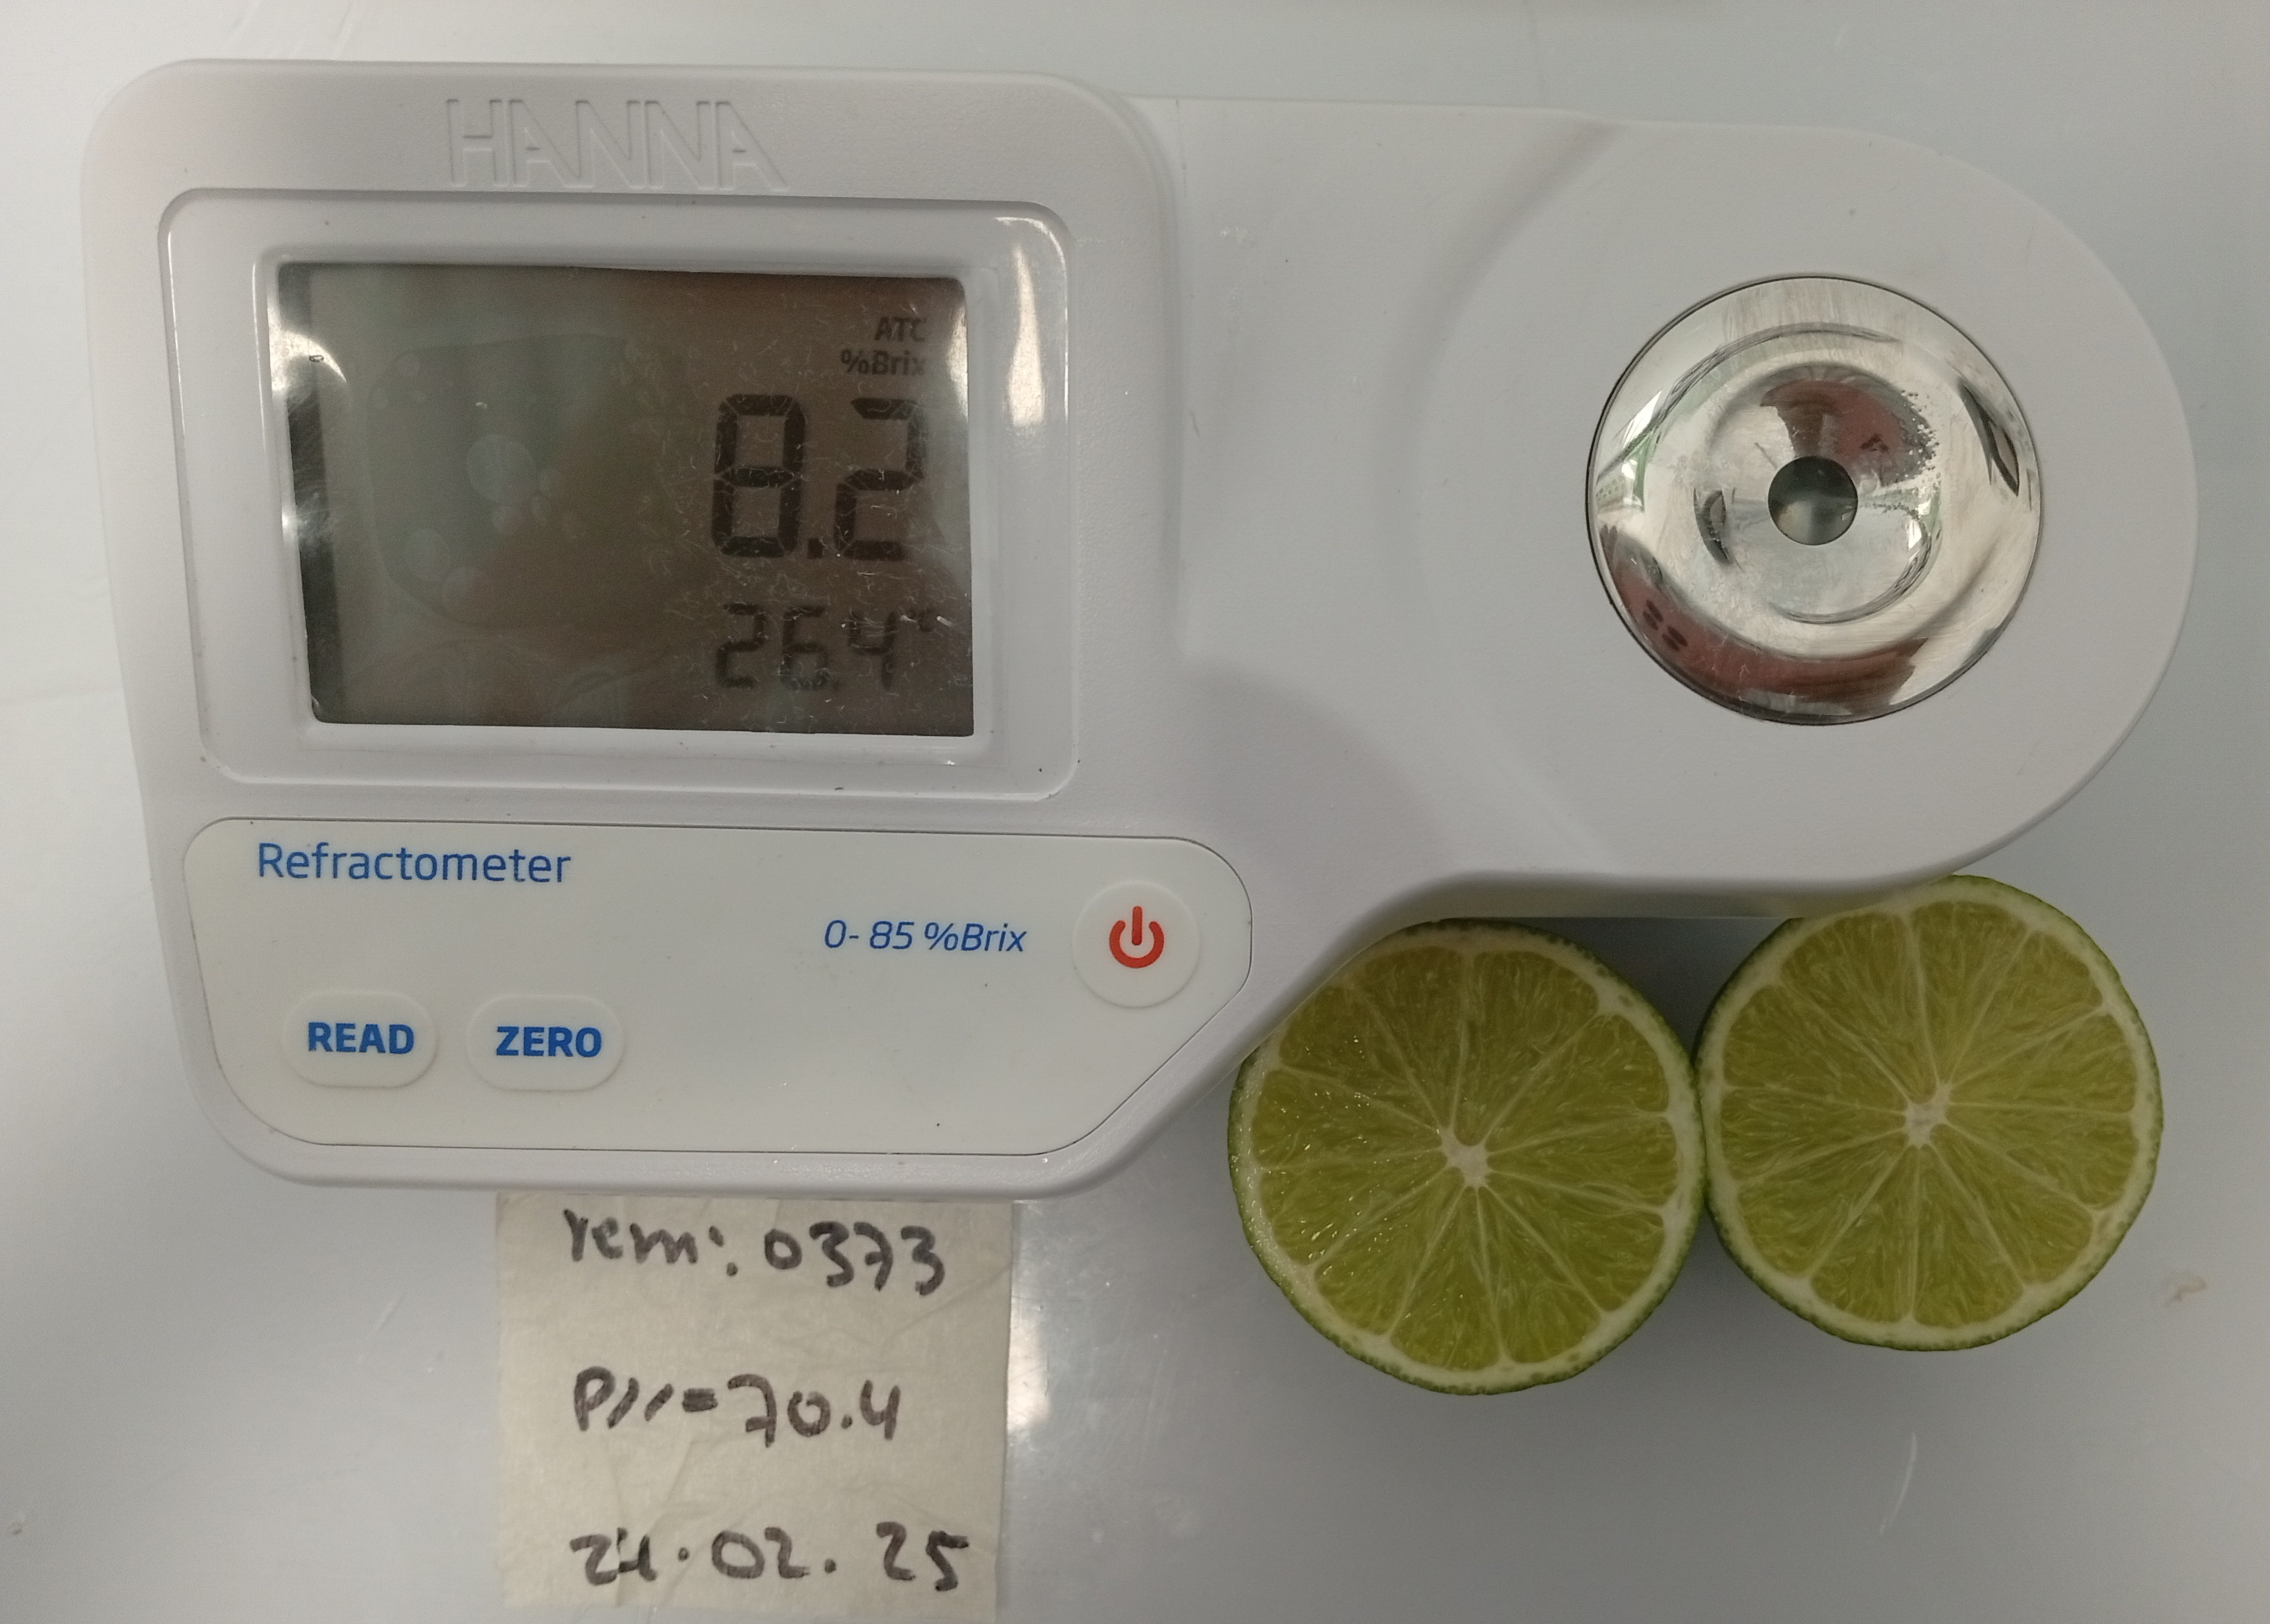 HANNA
ATC
%Brix
8.2
26.4°C
Refractometer
0-85 %Brix
READ ZERO
rem: 0373
70.4
.02.25